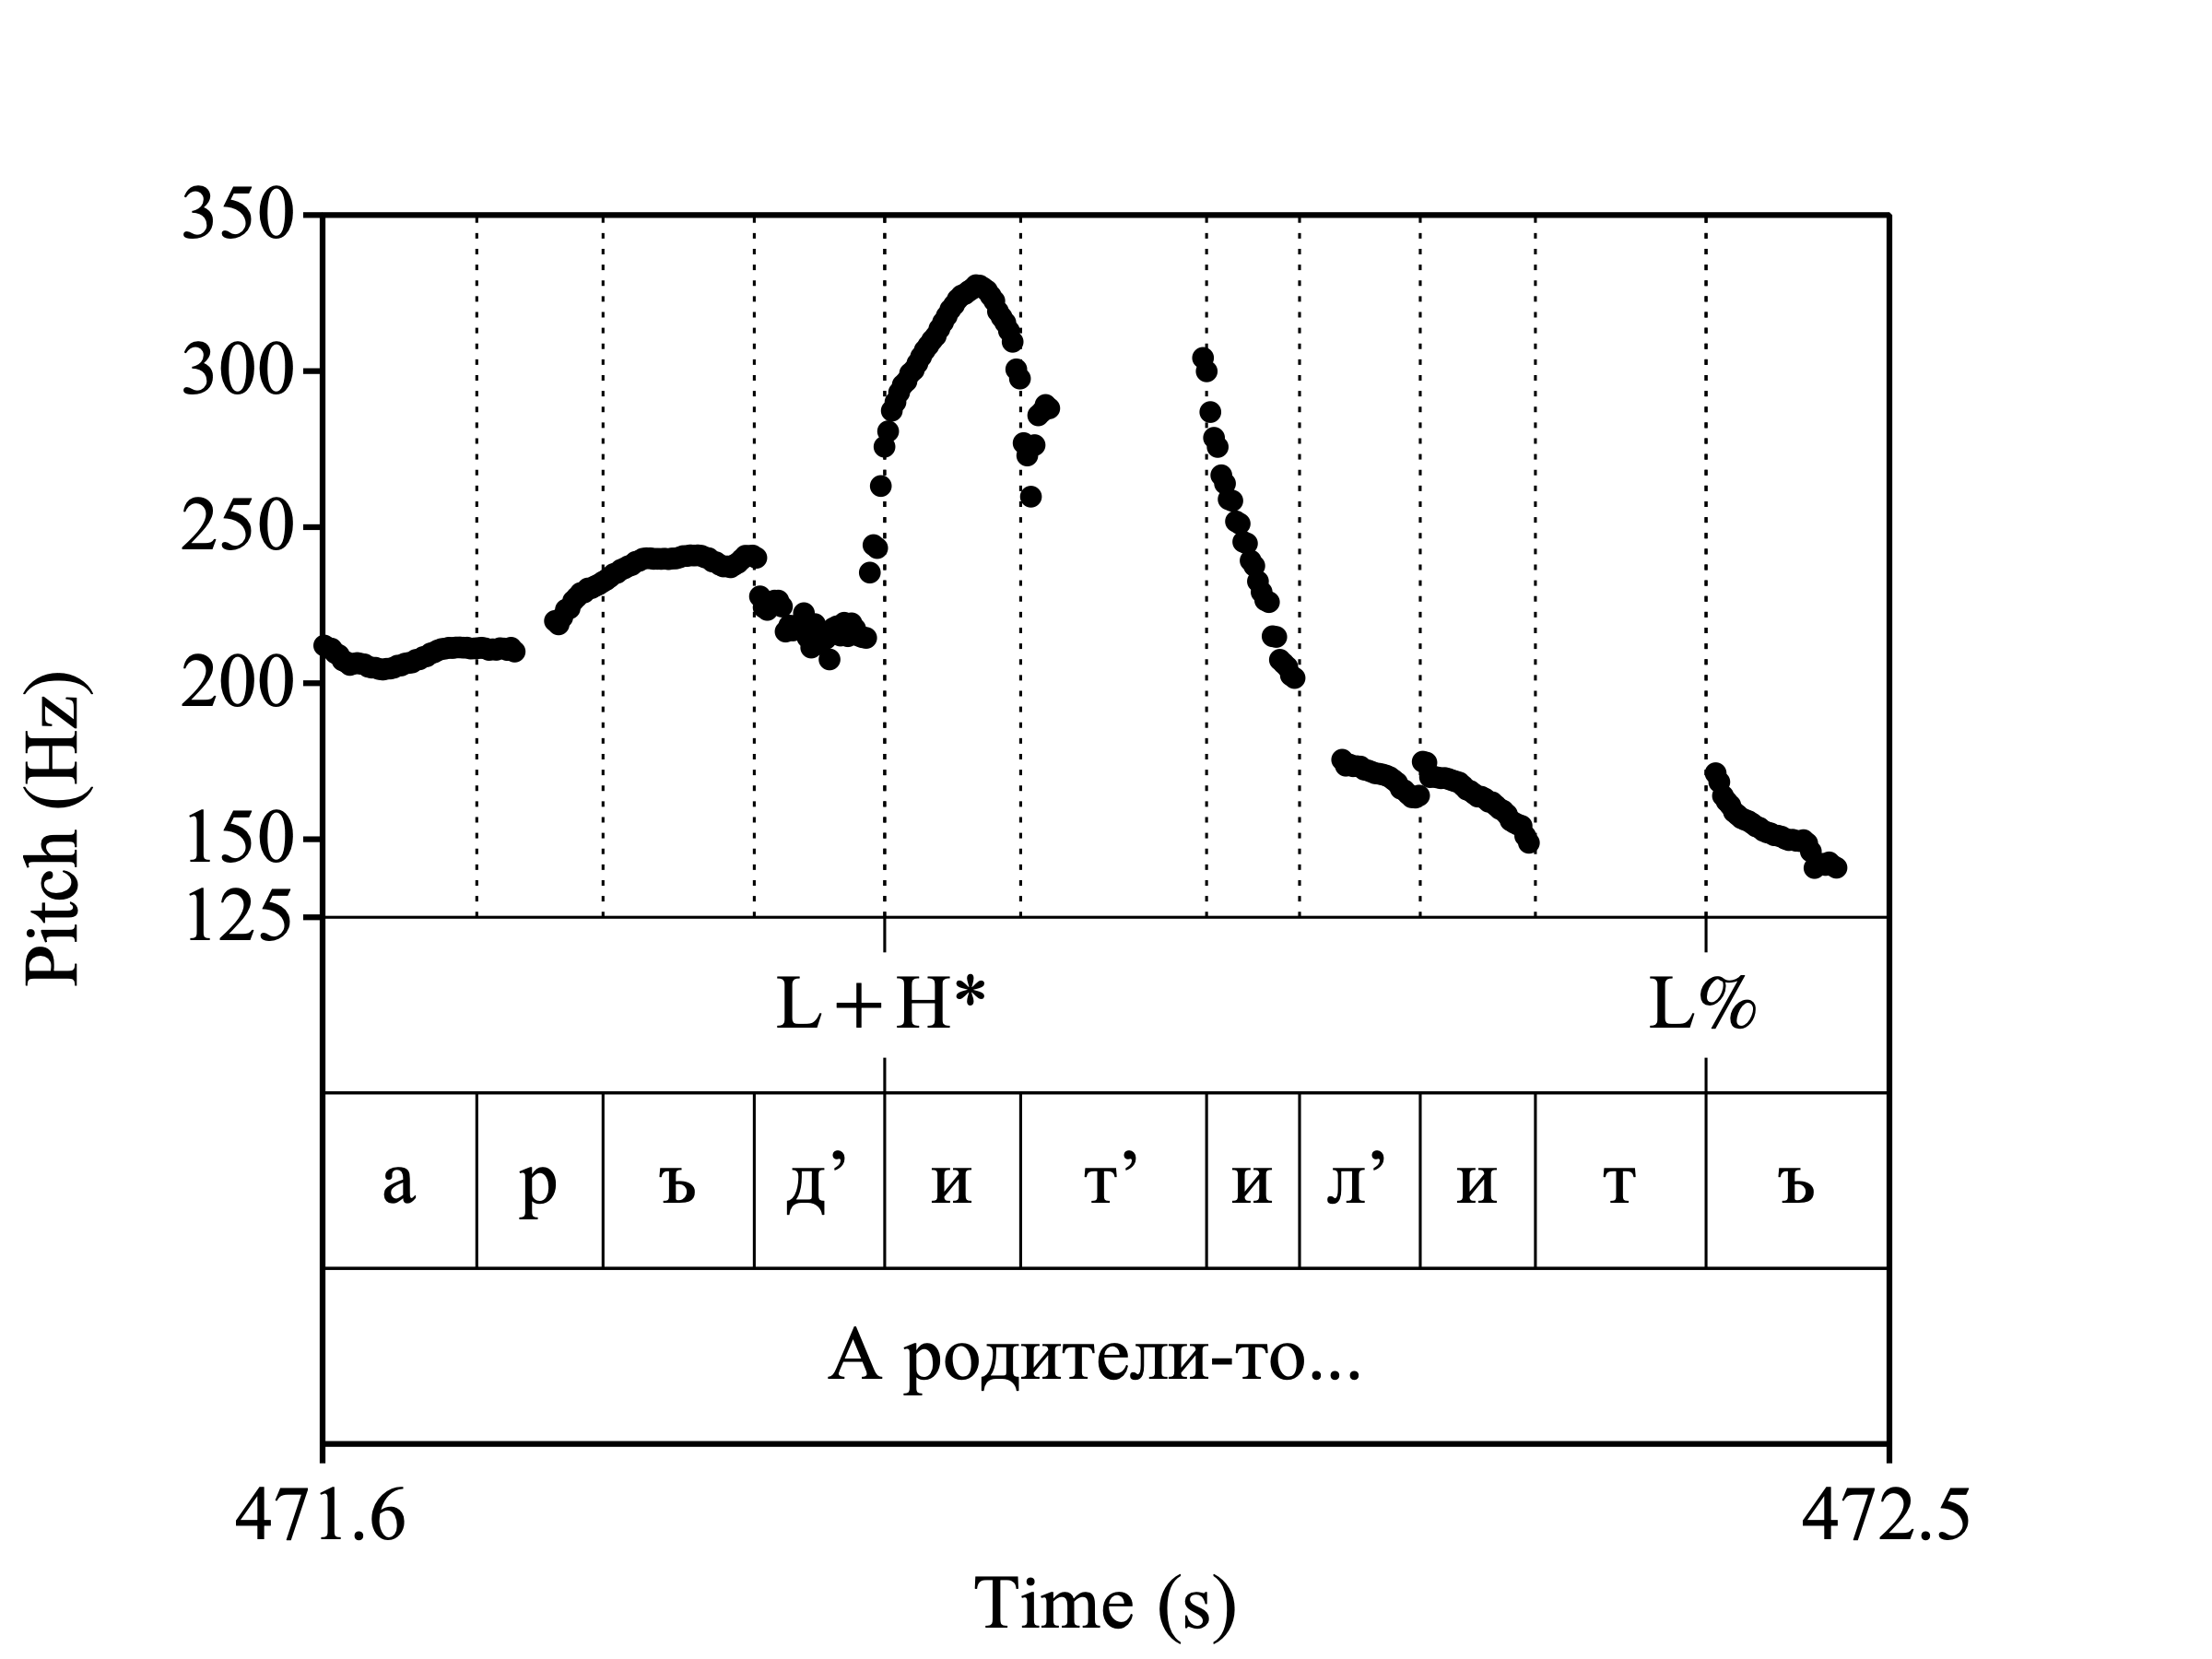 350
300
250
200
150
125
Pitch (Hz)
L+H* L%
а р ъ д’ и т’ и л’ и т ъ
А родители-то...
471.6 472.5
Time (s)